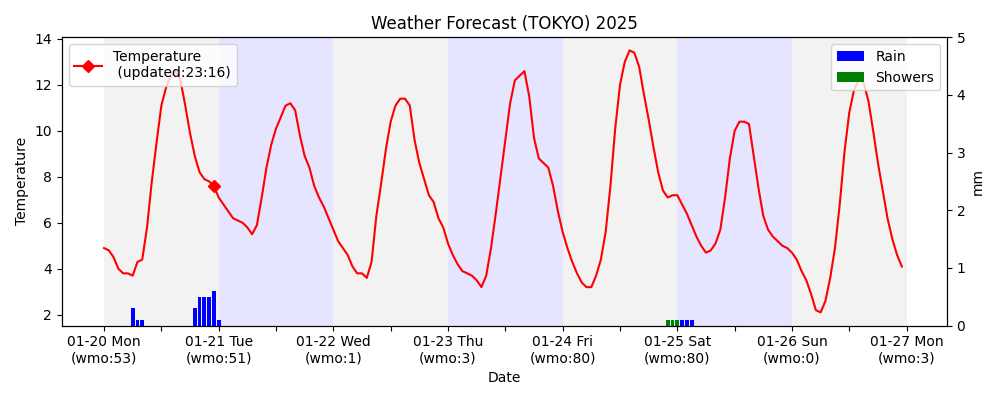 Weather Forecast (TOKYO) 2025
Temperature
(updated:23:16)
Rain
Showers
14
12
10
8
6
4
2
Temperature
5
4
3
2
1
0
mm
01-20 Mon
(wmo:53)
01-21 Tue
(wmo:51)
01-22 Wed
(wmo:1)
01-23 Thu
(wmo:3)
01-24 Fri
(wmo:80)
01-25 Sat
(wmo:80)
01-26 Sun
(wmo:0)
01-27 Mon
(wmo:3)
Date